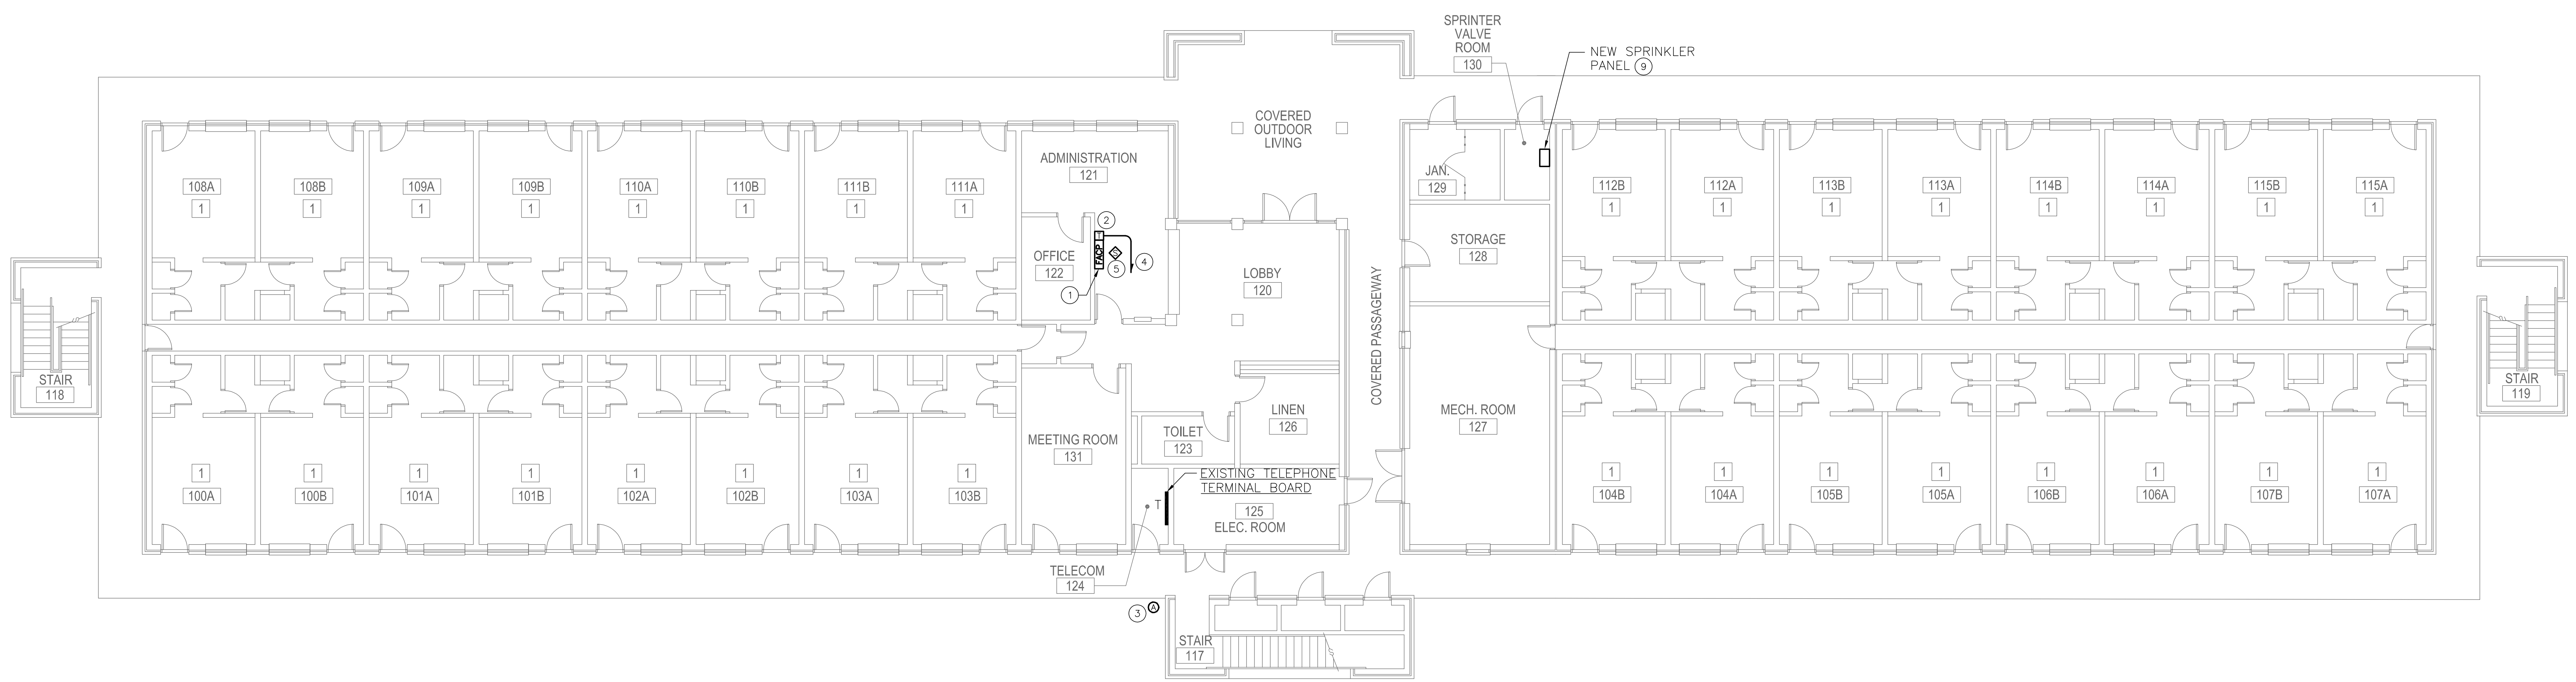 SPRINTER
VALVE
ROOM
130
NEW SPRINKLER
PANEL 9
COVERED
OUTDOOR
LIVING
ADMINISTRATION
121
JAN.
129
108A
108B
109A
109B
110A
110B
111B
111A
1
1
1
1
1
1
1
1
112B
112A
113B
113A
114B
114A
115B
115A
1
1
1
1
1
1
1
1
2
T
FACP
S
4
5
1
OFFICE
122
LOBBY
120
STORAGE
128
COVERED PASSAGEWAY
STAIR
118
STAIR
119
LINEN
126
MECH. ROOM
127
TOILET
123
MEETING ROOM
131
1
1
1
1
1
1
1
1
100A
100B
101A
101B
102A
102B
103A
103B
EXISTING TELEPHONE
TERMINAL BOARD
T
125
ELEC. ROOM
1
1
1
1
1
1
1
1
104B
104A
105B
105A
106B
106A
107B
107A
TELECOM
124
3 A
STAIR
117